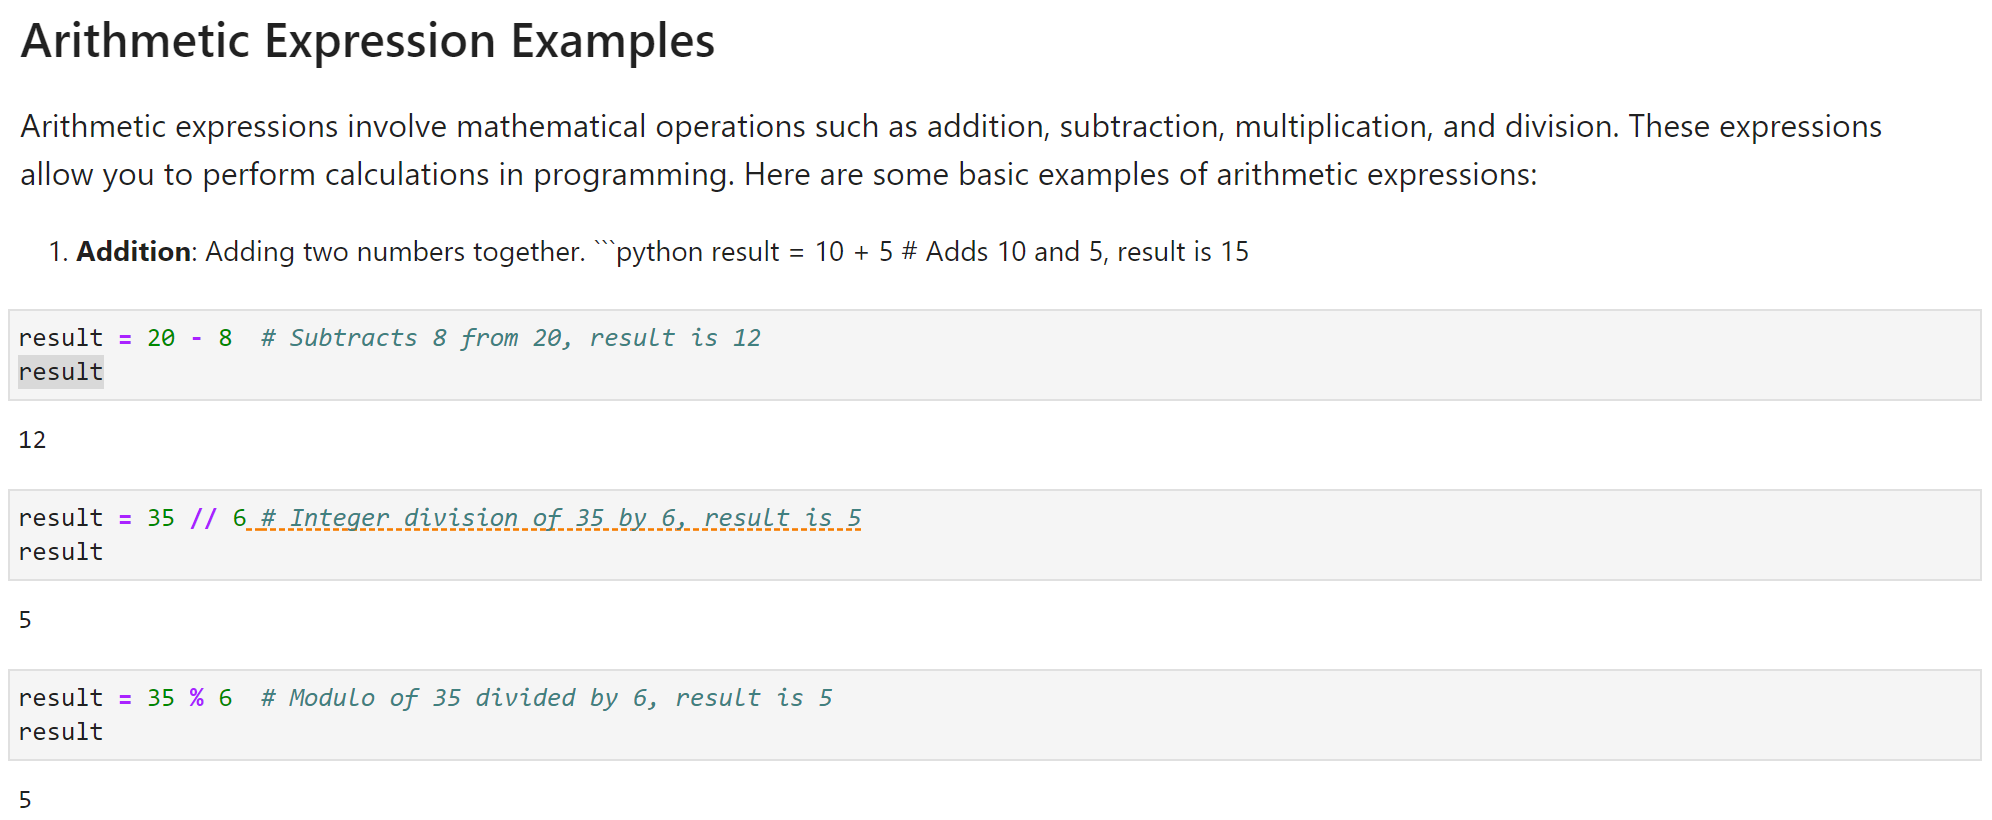 Arithmetic Expression Examples
Arithmetic expressions involve mathematical operations such as addition, subtraction, multiplication, and division. These expressions
allow you to perform calculations in programming. Here are some basic examples of arithmetic expressions:
1. Addition: Adding two numbers together. ```python result = 10 + 5 # Adds 10 and 5, result is 15
result = 20 - 8  # Subtracts 8 from 20, result is 12
result
12
result = 35 // 6 # Integer division of 35 by 6, result is 5
result
5
result = 35 % 6  # Modulo of 35 divided by 6, result is 5
result
5